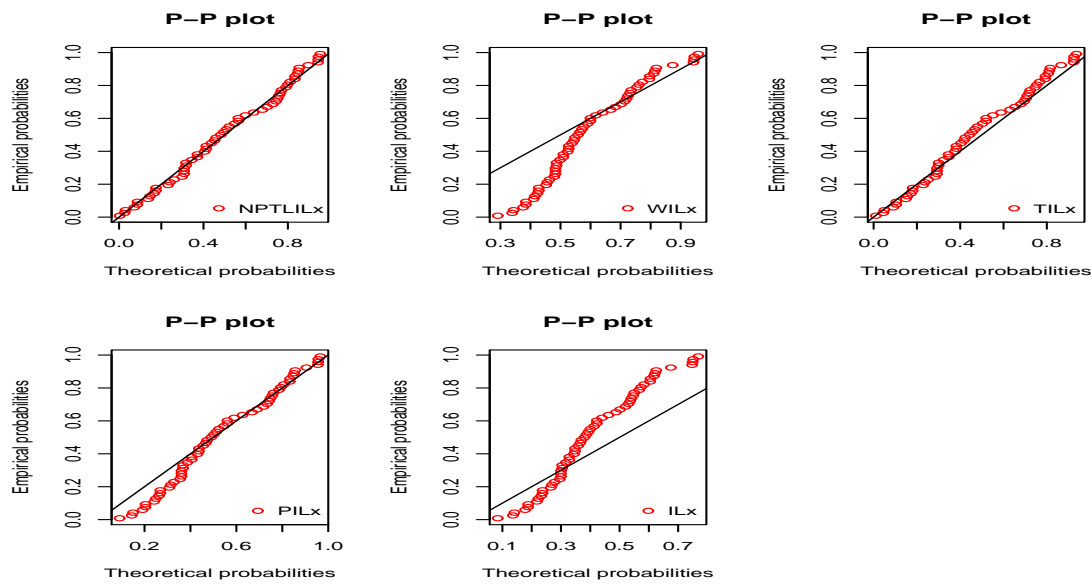 P–P plot
Empirical probabilities
0.0 0.2 0.4 0.6 0.8 1.0
NPTLILx
0.0 0.4 0.8
Theoretical probabilities
P–P plot
Empirical probabilities
0.0 0.2 0.4 0.6 0.8 1.0
WILx
0.3 0.5 0.7 0.9
Theoretical probabilities
P–P plot
Empirical probabilities
0.0 0.2 0.4 0.6 0.8 1.0
TILx
0.0 0.4 0.8
Theoretical probabilities
P–P plot
Empirical probabilities
0.0 0.2 0.4 0.6 0.8 1.0
PILx
0.2 0.6 1.0
Theoretical probabilities
P–P plot
Empirical probabilities
0.0 0.2 0.4 0.6 0.8 1.0
ILx
0.1 0.3 0.5 0.7
Theoretical probabilities